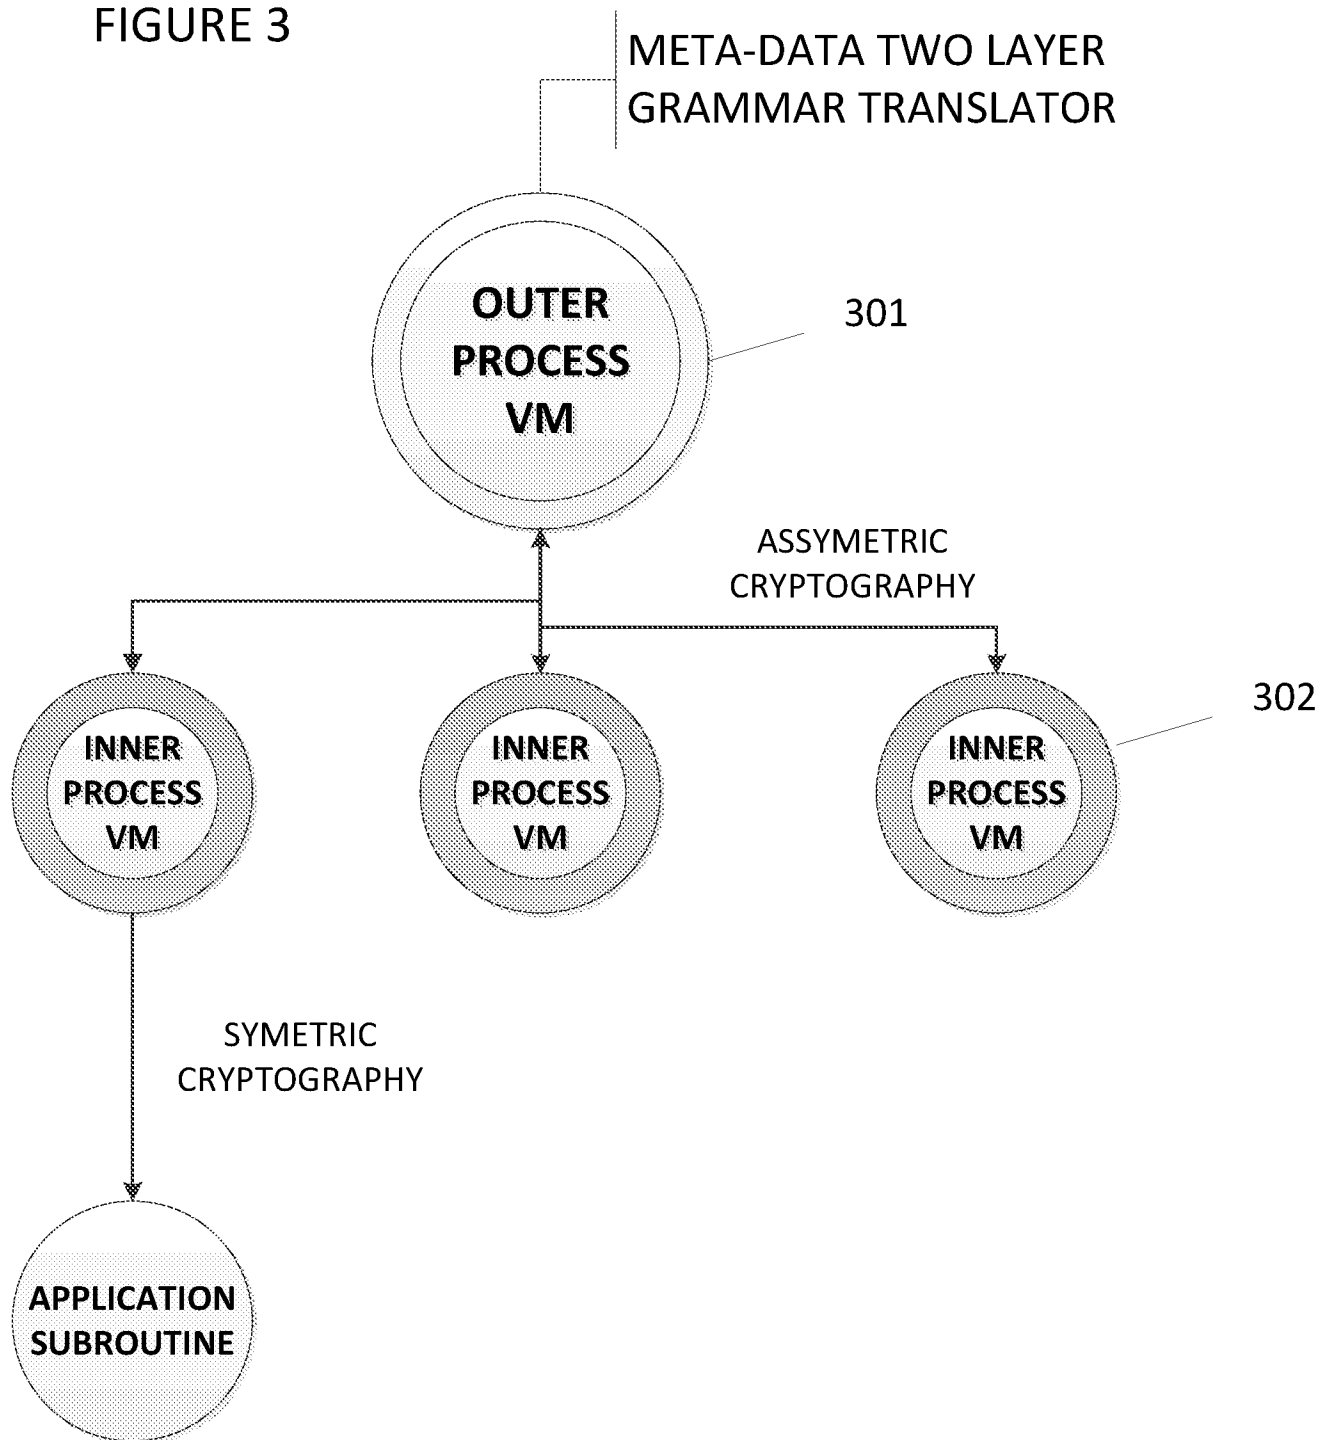 FIGURE 3
META-DATA TWO LAYER
GRAMMAR TRANSLATOR
OUTER
PROCESS
VM
301
ASSYMETRIC
CRYPTOGRAPHY
INNER
PROCESS
VM
INNER
PROCESS
VM
INNER
PROCESS
VM
302
SYMETRIC
CRYPTOGRAPHY
APPLICATION
SUBROUTINE